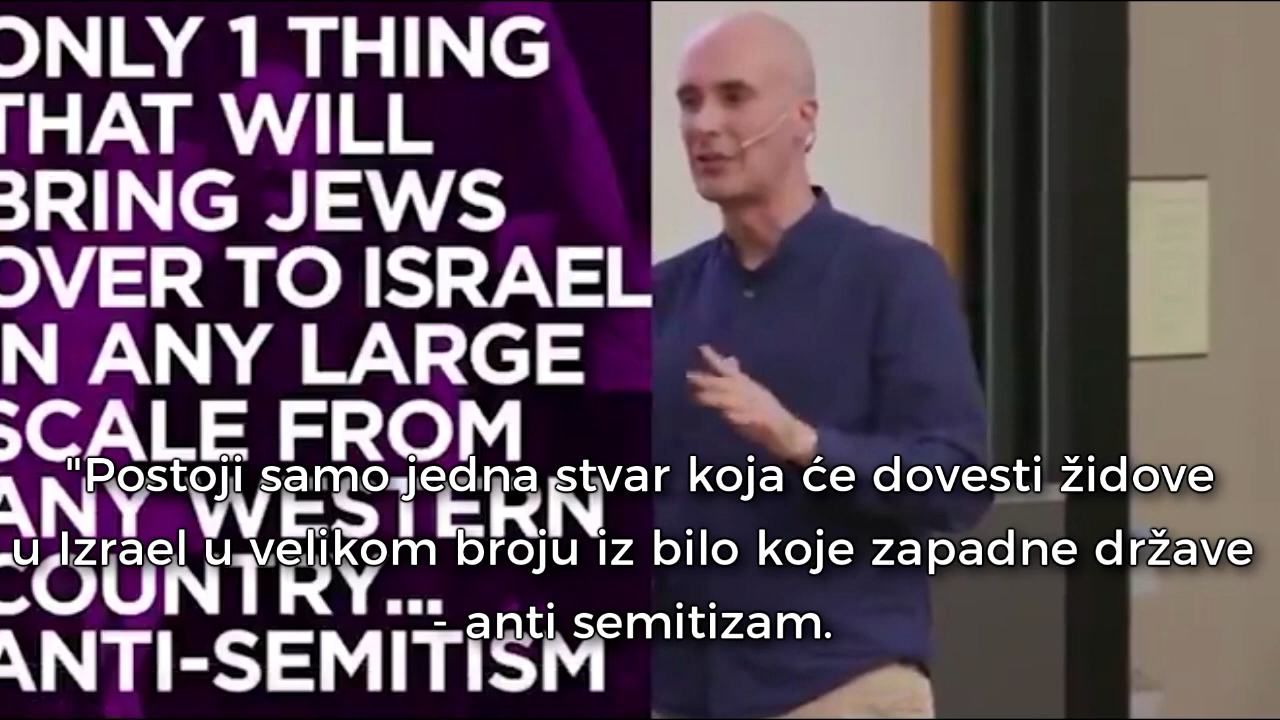 ONLY 1 THING
THAT WILL
BRING JEWS
OVER TO ISRAEL
IN ANY LARGE
SCALE FROM
ANY WESTERN
COUNTRY...
ANTI-SEMITISM
"Postoji samo jedna stvar koja će dovesti židove
u Izrael u velikom broju iz bilo koje zapadne države
- anti semitizam.